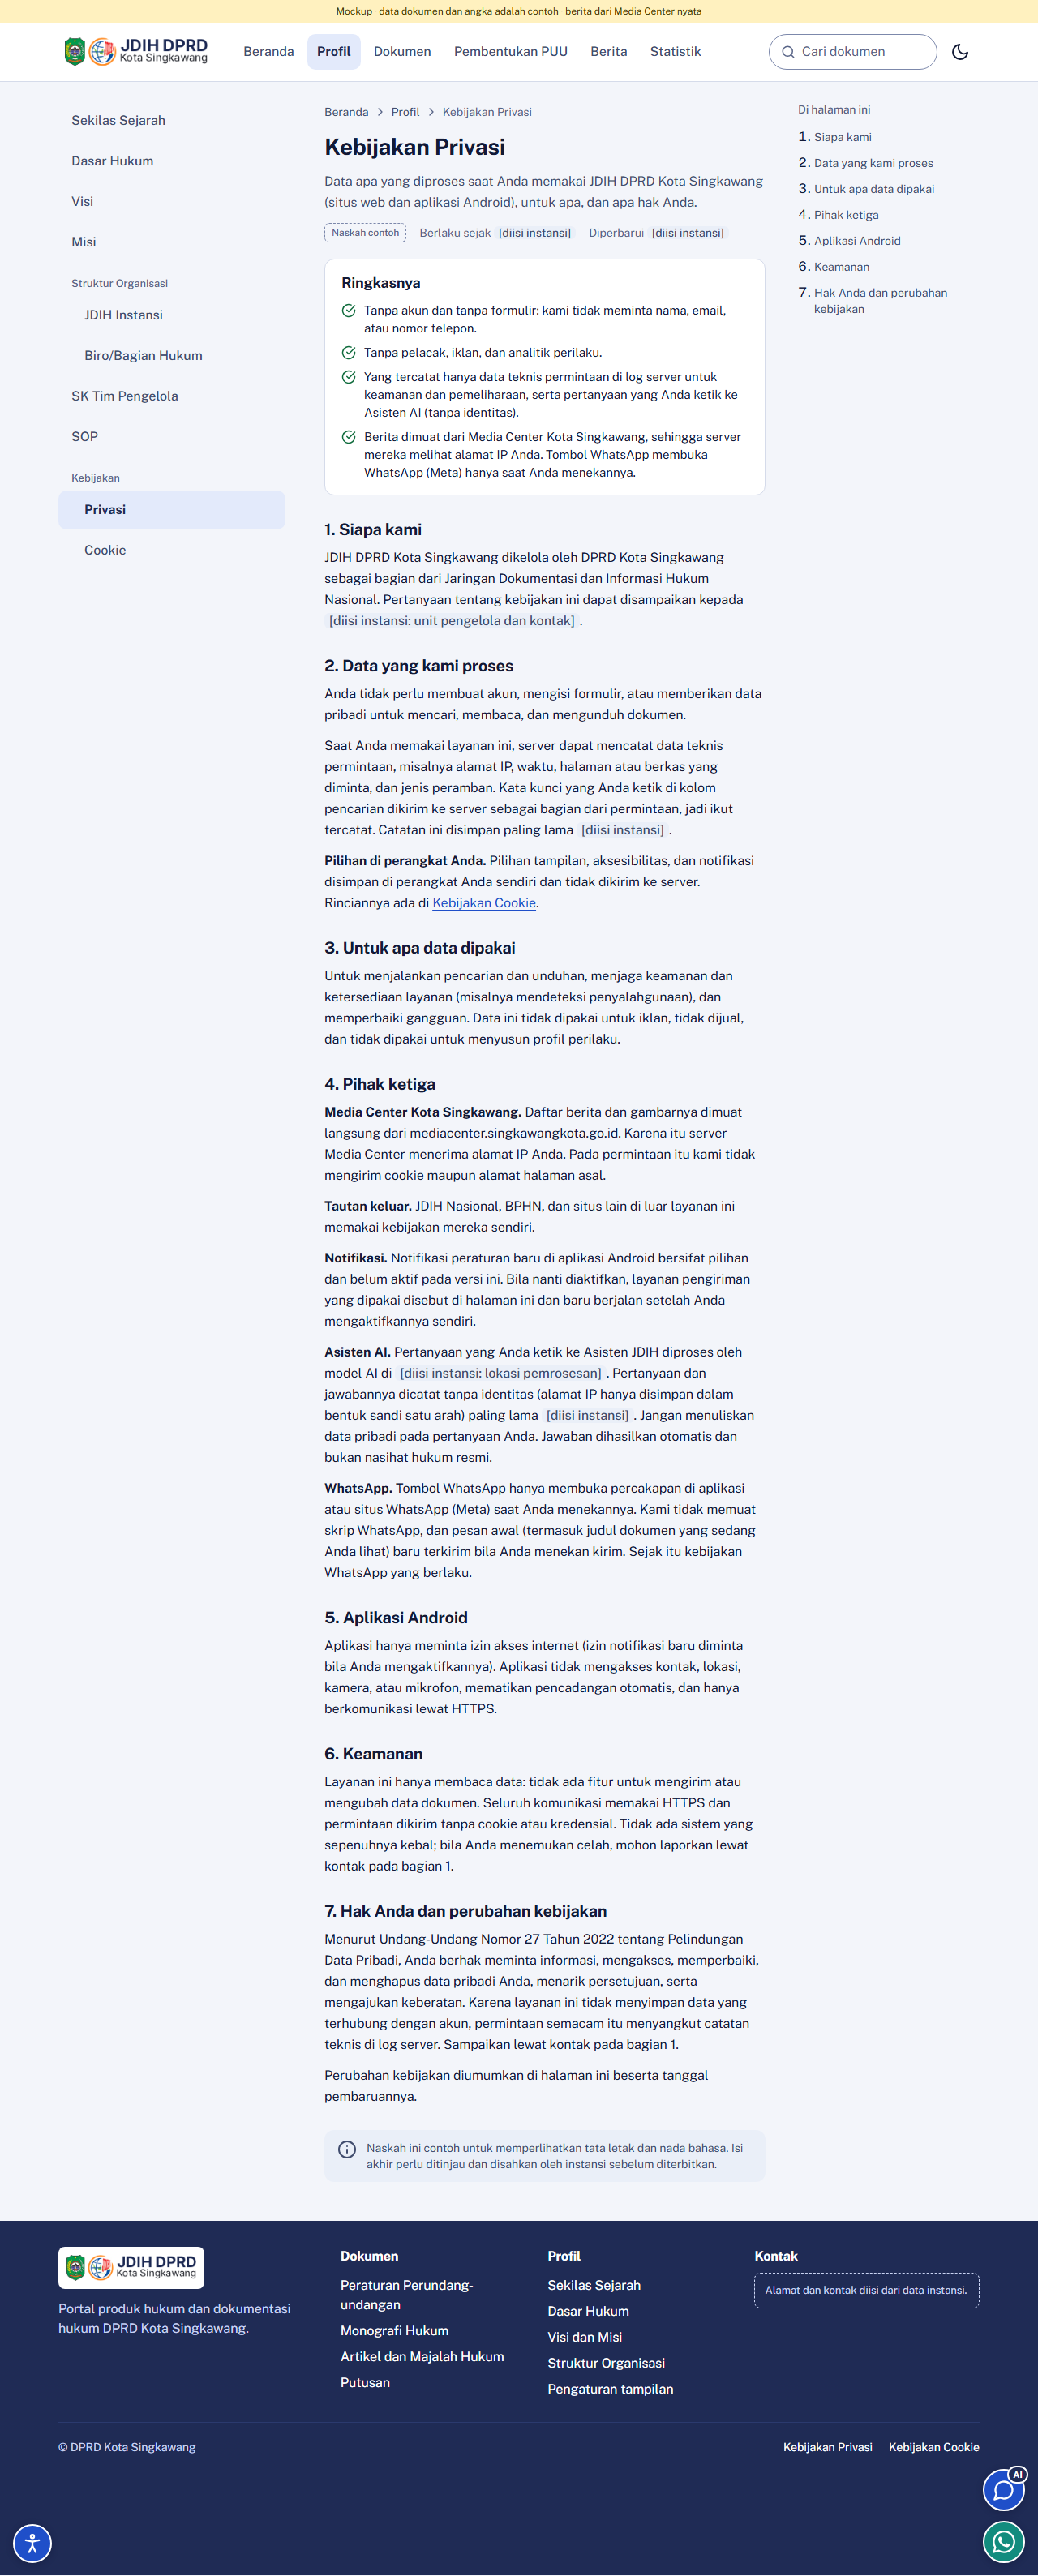 Mockup · data dokumen dan angka adalah contoh · berita dari Media Center nyata
JDIH DPRD
Kota Singkawang
Beranda
Profil
Dokumen
Pembentukan PUU
Berita
Statistik
Cari dokumen
Sekilas Sejarah
Dasar Hukum
Visi
Misi
Struktur Organisasi
JDIH Instansi
Biro/Bagian Hukum
SK Tim Pengelola
SOP
Kebijakan
Privasi
Cookie
Beranda > Profil > Kebijakan Privasi
Kebijakan Privasi
Data apa yang diproses saat Anda memakai JDIH DPRD Kota Singkawang
(situs web dan aplikasi Android), untuk apa, dan apa hak Anda.
Naskah contoh Berlaku sejak [diisi instansi] Diperbarui [diisi instansi]
Ringkasnya
Tanpa akun dan tanpa formulir: kami tidak meminta nama, email,
atau nomor telepon.
Tanpa pelacak, iklan, dan analitik perilaku.
Yang tercatat hanya data teknis permintaan di log server untuk
keamanan dan pemeliharaan, serta pertanyaan yang Anda ketik ke
Asisten AI (tanpa identitas).
Berita dimuat dari Media Center Kota Singkawang, sehingga server
mereka melihat alamat IP Anda. Tombol WhatsApp membuka
WhatsApp (Meta) hanya saat Anda menekannya.
1. Siapa kami
JDIH DPRD Kota Singkawang dikelola oleh DPRD Kota Singkawang
sebagai bagian dari Jaringan Dokumentasi dan Informasi Hukum
Nasional. Pertanyaan tentang kebijakan ini dapat disampaikan kepada
[diisi instansi: unit pengelola dan kontak] .
2. Data yang kami proses
Anda tidak perlu membuat akun, mengisi formulir, atau memberikan data
pribadi untuk mencari, membaca, dan mengunduh dokumen.
Saat Anda memakai layanan ini, server dapat mencatat data teknis
permintaan, misalnya alamat IP, waktu, halaman atau berkas yang
diminta, dan jenis peramban. Kata kunci yang Anda ketik di kolom
pencarian dikirim ke server sebagai bagian dari permintaan, jadi ikut
tercatat. Catatan ini disimpan paling lama [diisi instansi] .
Pilihan di perangkat Anda. Pilihan tampilan, aksesibilitas, dan notifikasi
disimpan di perangkat Anda sendiri dan tidak dikirim ke server.
Rinciannya ada di Kebijakan Cookie.
3. Untuk apa data dipakai
Untuk menjalankan pencarian dan unduhan, menjaga keamanan dan
ketersediaan layanan (misalnya mendeteksi penyalahgunaan), dan
memperbaiki gangguan. Data ini tidak dipakai untuk iklan, tidak dijual,
dan tidak dipakai untuk menyusun profil perilaku.
4. Pihak ketiga
Media Center Kota Singkawang. Daftar berita dan gambarnya dimuat
langsung dari mediacenter.singkawangkota.go.id. Karena itu server
Media Center menerima alamat IP Anda. Pada permintaan itu kami tidak
mengirim cookie maupun alamat halaman asal.
Tautan keluar. JDIH Nasional, BPHN, dan situs lain di luar layanan ini
memakai kebijakan mereka sendiri.
Notifikasi. Notifikasi peraturan baru di aplikasi Android bersifat pilihan
dan belum aktif pada versi ini. Bila nanti diaktifkan, layanan pengiriman
yang dipakai disebut di halaman ini dan baru berjalan setelah Anda
mengaktifkannya sendiri.
Asisten AI. Pertanyaan yang Anda ketik ke Asisten JDIH diproses oleh
model AI di [diisi instansi: lokasi pemrosesan] . Pertanyaan dan
jawabannya dicatat tanpa identitas (alamat IP hanya disimpan dalam
bentuk sandi satu arah) paling lama [diisi instansi] . Jangan menuliskan
data pribadi pada pertanyaan Anda. Jawaban dihasilkan otomatis dan
bukan nasihat hukum resmi.
WhatsApp. Tombol WhatsApp hanya membuka percakapan di aplikasi
atau situs WhatsApp (Meta) saat Anda menekannya. Kami tidak memuat
skrip WhatsApp, dan pesan awal (termasuk judul dokumen yang sedang
Anda lihat) baru terkirim bila Anda menekan kirim. Sejak itu kebijakan
WhatsApp yang berlaku.
5. Aplikasi Android
Aplikasi hanya meminta izin akses internet (izin notifikasi baru diminta
bila Anda mengaktifkannya). Aplikasi tidak mengakses kontak, lokasi,
kamera, atau mikrofon, mematikan pencadangan otomatis, dan hanya
berkomunikasi lewat HTTPS.
6. Keamanan
Layanan ini hanya membaca data: tidak ada fitur untuk mengirim atau
mengubah data dokumen. Seluruh komunikasi memakai HTTPS dan
permintaan dikirim tanpa cookie atau kredensial. Tidak ada sistem yang
sepenuhnya kebal; bila Anda menemukan celah, mohon laporkan lewat
kontak pada bagian 1.
7. Hak Anda dan perubahan kebijakan
Menurut Undang-Undang Nomor 27 Tahun 2022 tentang Pelindungan
Data Pribadi, Anda berhak meminta informasi, mengakses, memperbaiki,
dan menghapus data pribadi Anda, menarik persetujuan, serta
mengajukan keberatan. Karena layanan ini tidak menyimpan data yang
terhubung dengan akun, permintaan semacam itu menyangkut catatan
teknis di log server. Sampaikan lewat kontak pada bagian 1.
Perubahan kebijakan diumumkan di halaman ini beserta tanggal
pembaruannya.
Naskah ini contoh untuk memperlihatkan tata letak dan nada bahasa. Isi
akhir perlu ditinjau dan disahkan oleh instansi sebelum diterbitkan.
Di halaman ini
1. Siapa kami
2. Data yang kami proses
3. Untuk apa data dipakai
4. Pihak ketiga
5. Aplikasi Android
6. Keamanan
7. Hak Anda dan perubahan
kebijakan
JDIH DPRD
Kota Singkawang
Portal produk hukum dan dokumentasi
hukum DPRD Kota Singkawang.
Dokumen
Peraturan Perundang-
undangan
Monografi Hukum
Artikel dan Majalah Hukum
Putusan
Profil
Sekilas Sejarah
Dasar Hukum
Visi dan Misi
Struktur Organisasi
Pengaturan tampilan
Kontak
Alamat dan kontak diisi dari data instansi.
© DPRD Kota Singkawang
Kebijakan Privasi
Kebijakan Cookie
AI